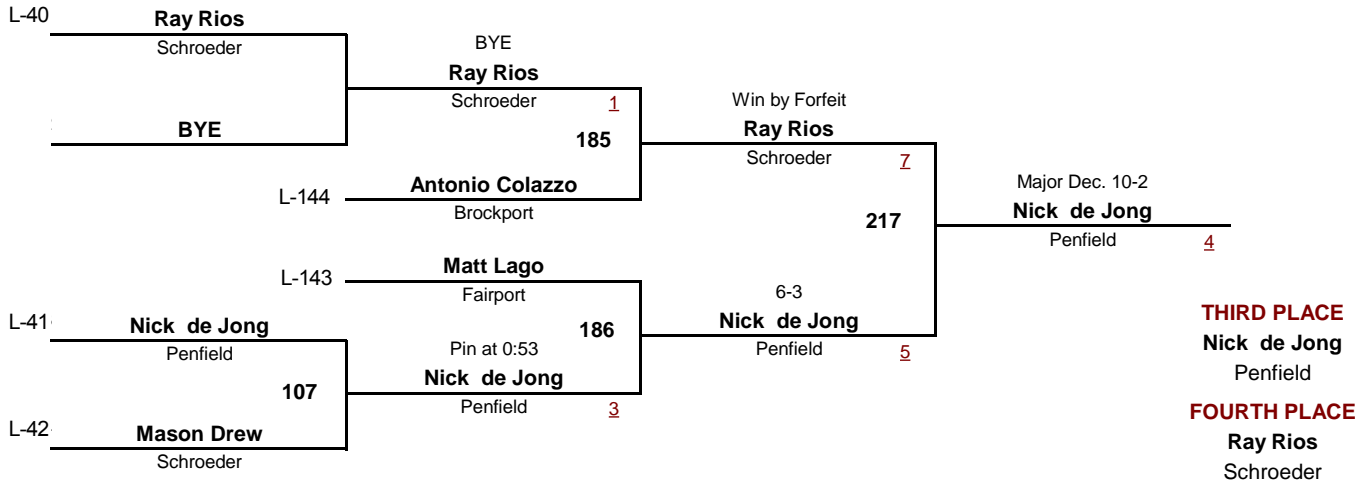 L-40
Ray Rios
Schroeder
BYE
BYE
Ray Rios
Schroeder
1
185
L-144
Antonio Colazzo
Brockport
Win by Forfeit
Ray Rios
Schroeder
7
217
L-143
Matt Lago
Fairport
186
L-41
Nick de Jong
Penfield
107
L-42
Mason Drew
Schroeder
Pin at 0:53
Nick de Jong
Penfield
3
6-3
Nick de Jong
Penfield
5
Major Dec. 10-2
Nick de Jong
Penfield
4
THIRD PLACE
Nick de Jong
Penfield
FOURTH PLACE
Ray Rios
Schroeder